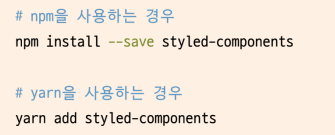 # npm을 사용하는 경우
npm install --save styled-components
# yarn을 사용하는 경우
yarn add styled-components